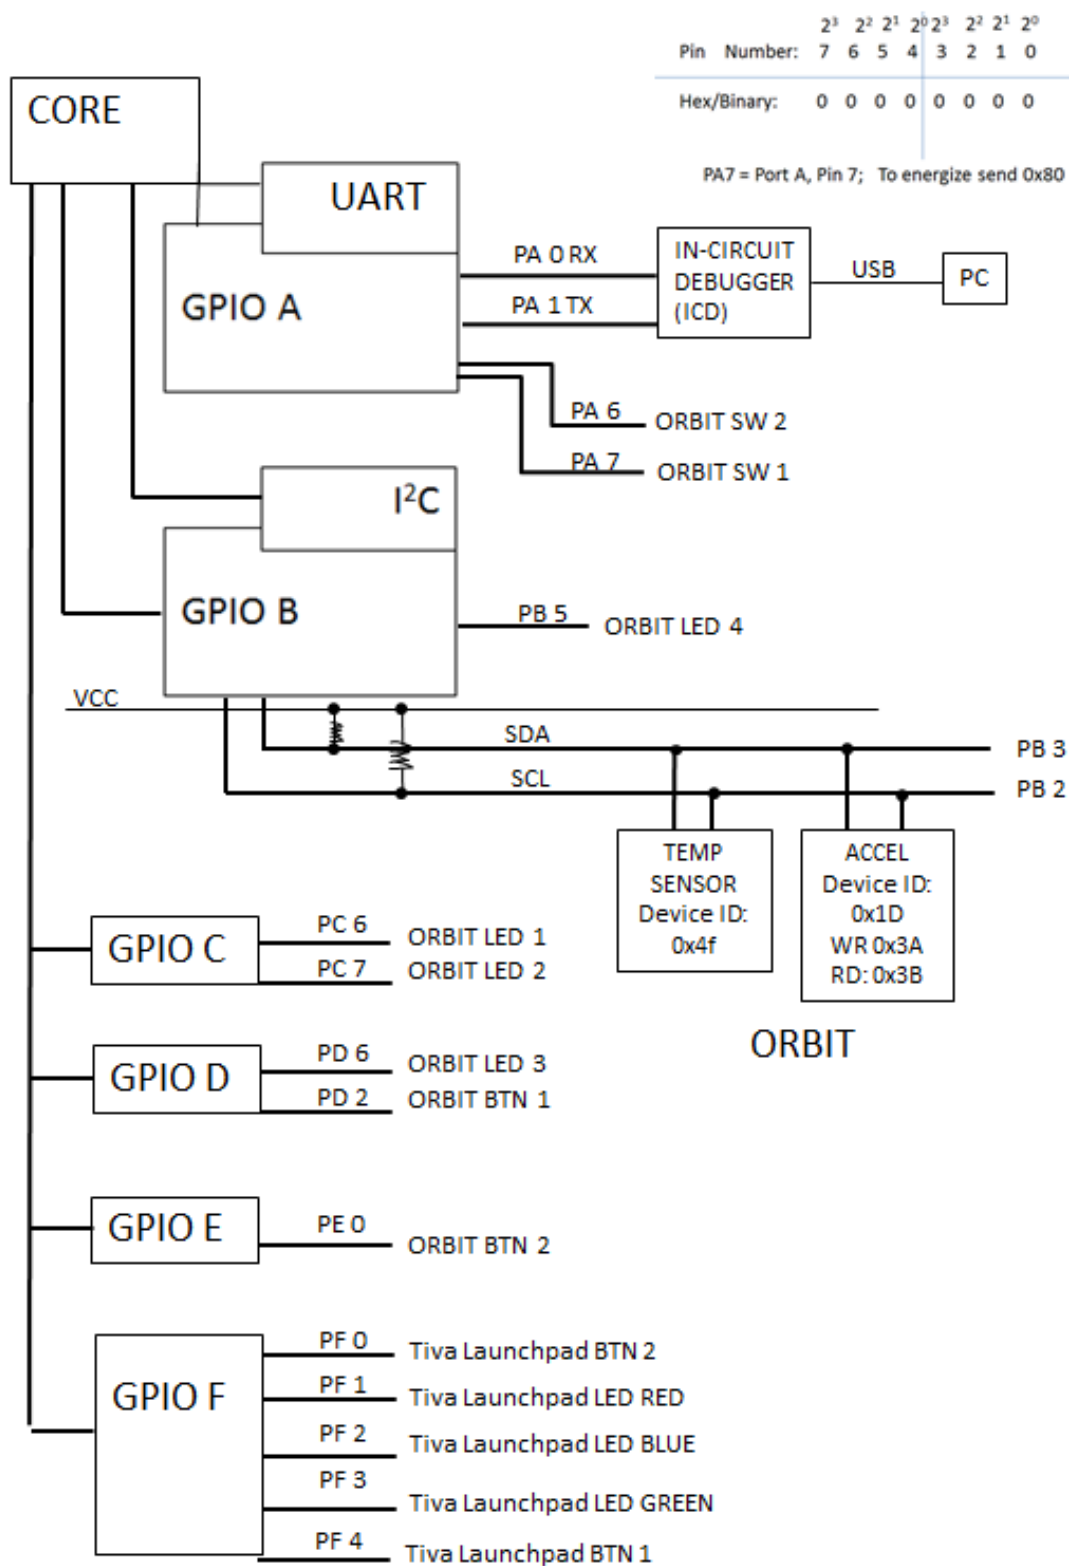 2³ 2² 2¹ 2⁰ 2³ 2² 2¹ 2⁰
Pin Number: 7 6 5 4 3 2 1 0
Hex/Binary: 0 0 0 0 0 0 0 0
PA7 = Port A, Pin 7; To energize send 0x80
CORE
UART
GPIO A
PA 0 RX
PA 1 TX
IN-CIRCUIT
DEBUGGER
(ICD)
USB
PC
PA 6
ORBIT SW 2
PA 7
ORBIT SW 1
I²C
GPIO B
PB 5
ORBIT LED 4
VCC
SDA
PB 3
SCL
PB 2
TEMP
SENSOR
Device ID:
0x4f
ACCEL
Device ID:
0x1D
WR 0x3A
RD: 0x3B
ORBIT
GPIO C
PC 6
ORBIT LED 1
PC 7
ORBIT LED 2
GPIO D
PD 6
ORBIT LED 3
PD 2
ORBIT BTN 1
GPIO E
PE 0
ORBIT BTN 2
GPIO F
PF 0
Tiva Launchpad BTN 2
PF 1
Tiva Launchpad LED RED
PF 2
Tiva Launchpad LED BLUE
PF 3
Tiva Launchpad LED GREEN
PF 4
Tiva Launchpad BTN 1